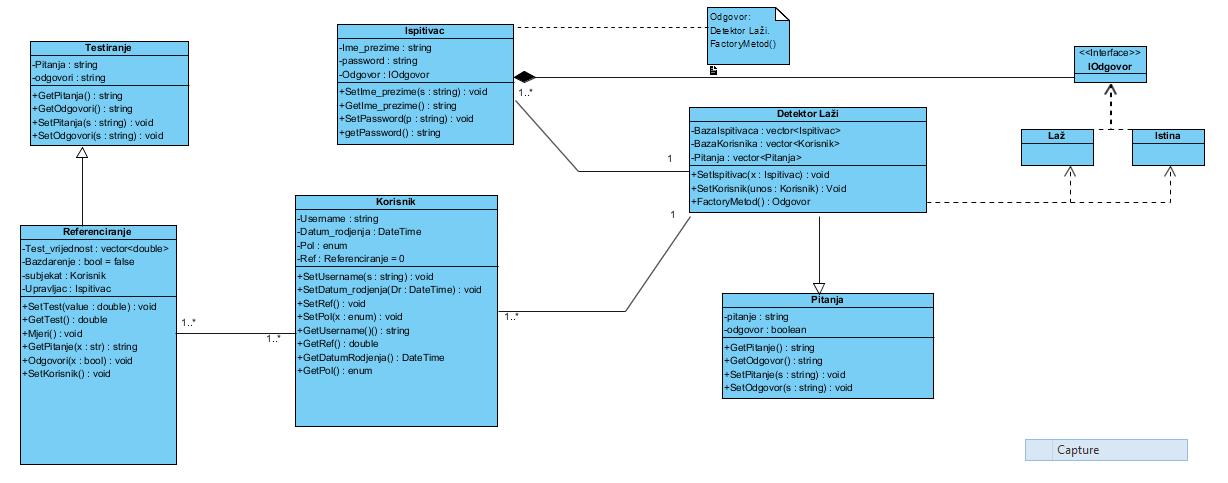 Testiranje
-Pitanja : string
-odgovori : string
+GetPitanja() : string
+GetOdgovori() : string
+SetPitanja(s : string) : void
+SetOdgovori(s : string) : void
Ispitivac
-Ime_prezime : string
-password : string
-Odgovor : IOdgovor
+SetIme_prezime(s : string) : void
+GetIme_prezime() : string
+SetPassword(p : string) : void
+getPassword() : string
1..*
Odgovor:
Detektor Laži.
FactoryMetod()
<<Interface>>
IOdgovor
Laž
Istina
Detektor Laži
-BazaIspitivaca : vector<Ispitivac>
-BazaKorisnika : vector<Korisnik>
-Pitanja : vector<Pitanja>
+SetIspitivac(x : Ispitivac) : void
+SetKorisnik(unos : Korisnik) : Void
+FactoryMetod() : Odgovor
1
1
Referenciranje
-Test_vrijednost : vector<double>
-Bazdarenje : bool = false
-subjekat : Korisnik
-Upravljac : Ispitivac
+SetTest(value : double) : void
+GetTest() : double
+Mjeri() : void
+GetPitanje(x : str) : string
+Odgovori(x : bool) : void
+SetKorisnik() : void
1..*
1..*
Korisnik
-Username : string
-Datum_rodjenja : DateTime
-Pol : enum
-Ref : Referenciranje = 0
+SetUsername(s : string) : void
+SetDatum_rodjenja(Dr : DateTime) : void
+SetRef() : void
+SetPol(x : enum) : void
+GetUsername()() : string
+GetRef() : double
+GetDatumRodjenja() : DateTime
+GetPol() : enum
1..*
Pitanja
-pitanje : string
-odgovor : boolean
+GetPitanje() : string
+GetOdgovor() : string
+SetPitanje(s : string) : void
+SetOdgovor(s : string) : void
Capture